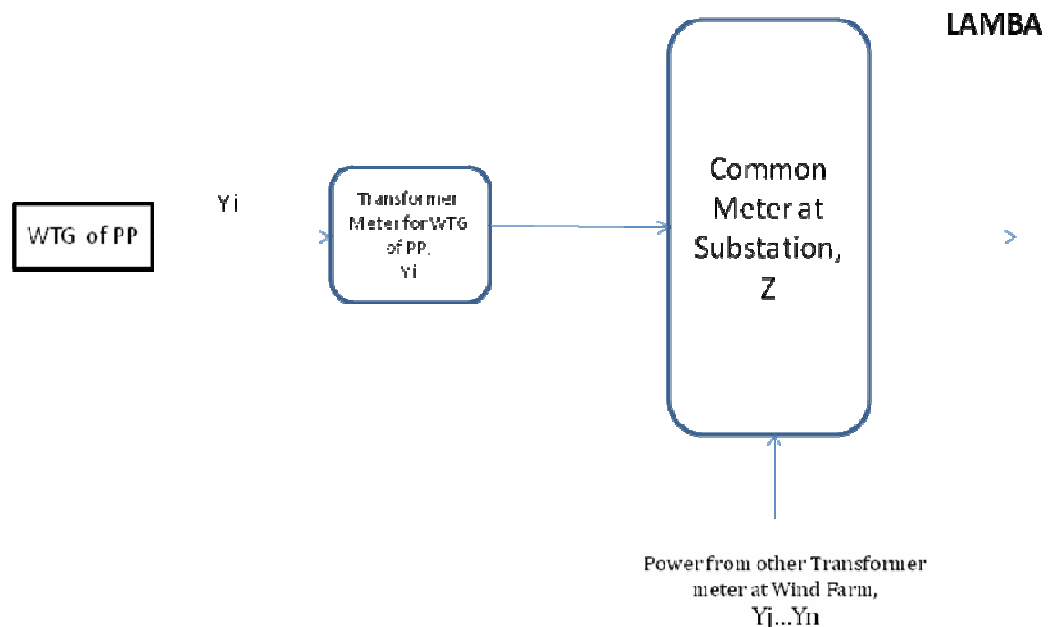 LAMBA
WTG of PP
Yi
Transformer
Meter for WTG
of PP.
Yi
Common
Meter at
Substation,
Z
Power from other Transformer
meter at Wind Farm,
Yj...Yn